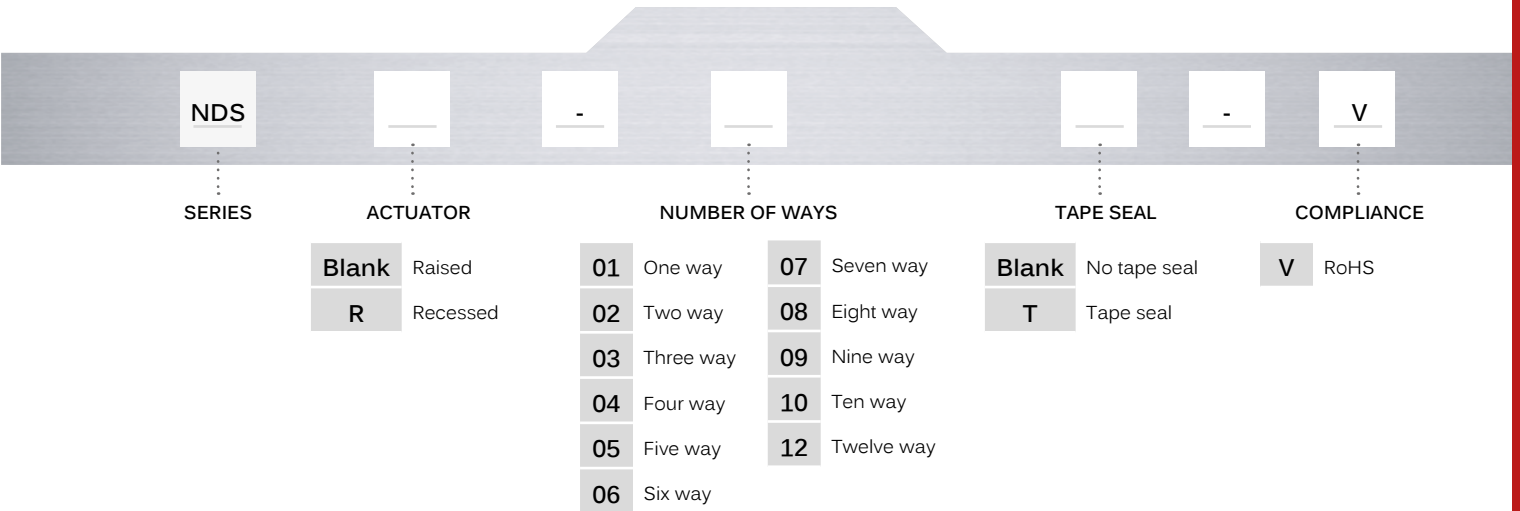 NDS - - V
SERIES ACTUATOR NUMBER OF WAYS TAPE SEAL COMPLIANCE
Blank Raised
R Recessed
01 One way
02 Two way
03 Three way
04 Four way
05 Five way
06 Six way
07 Seven way
08 Eight way
09 Nine way
10 Ten way
12 Twelve way
Blank No tape seal
T Tape seal
V RoHS